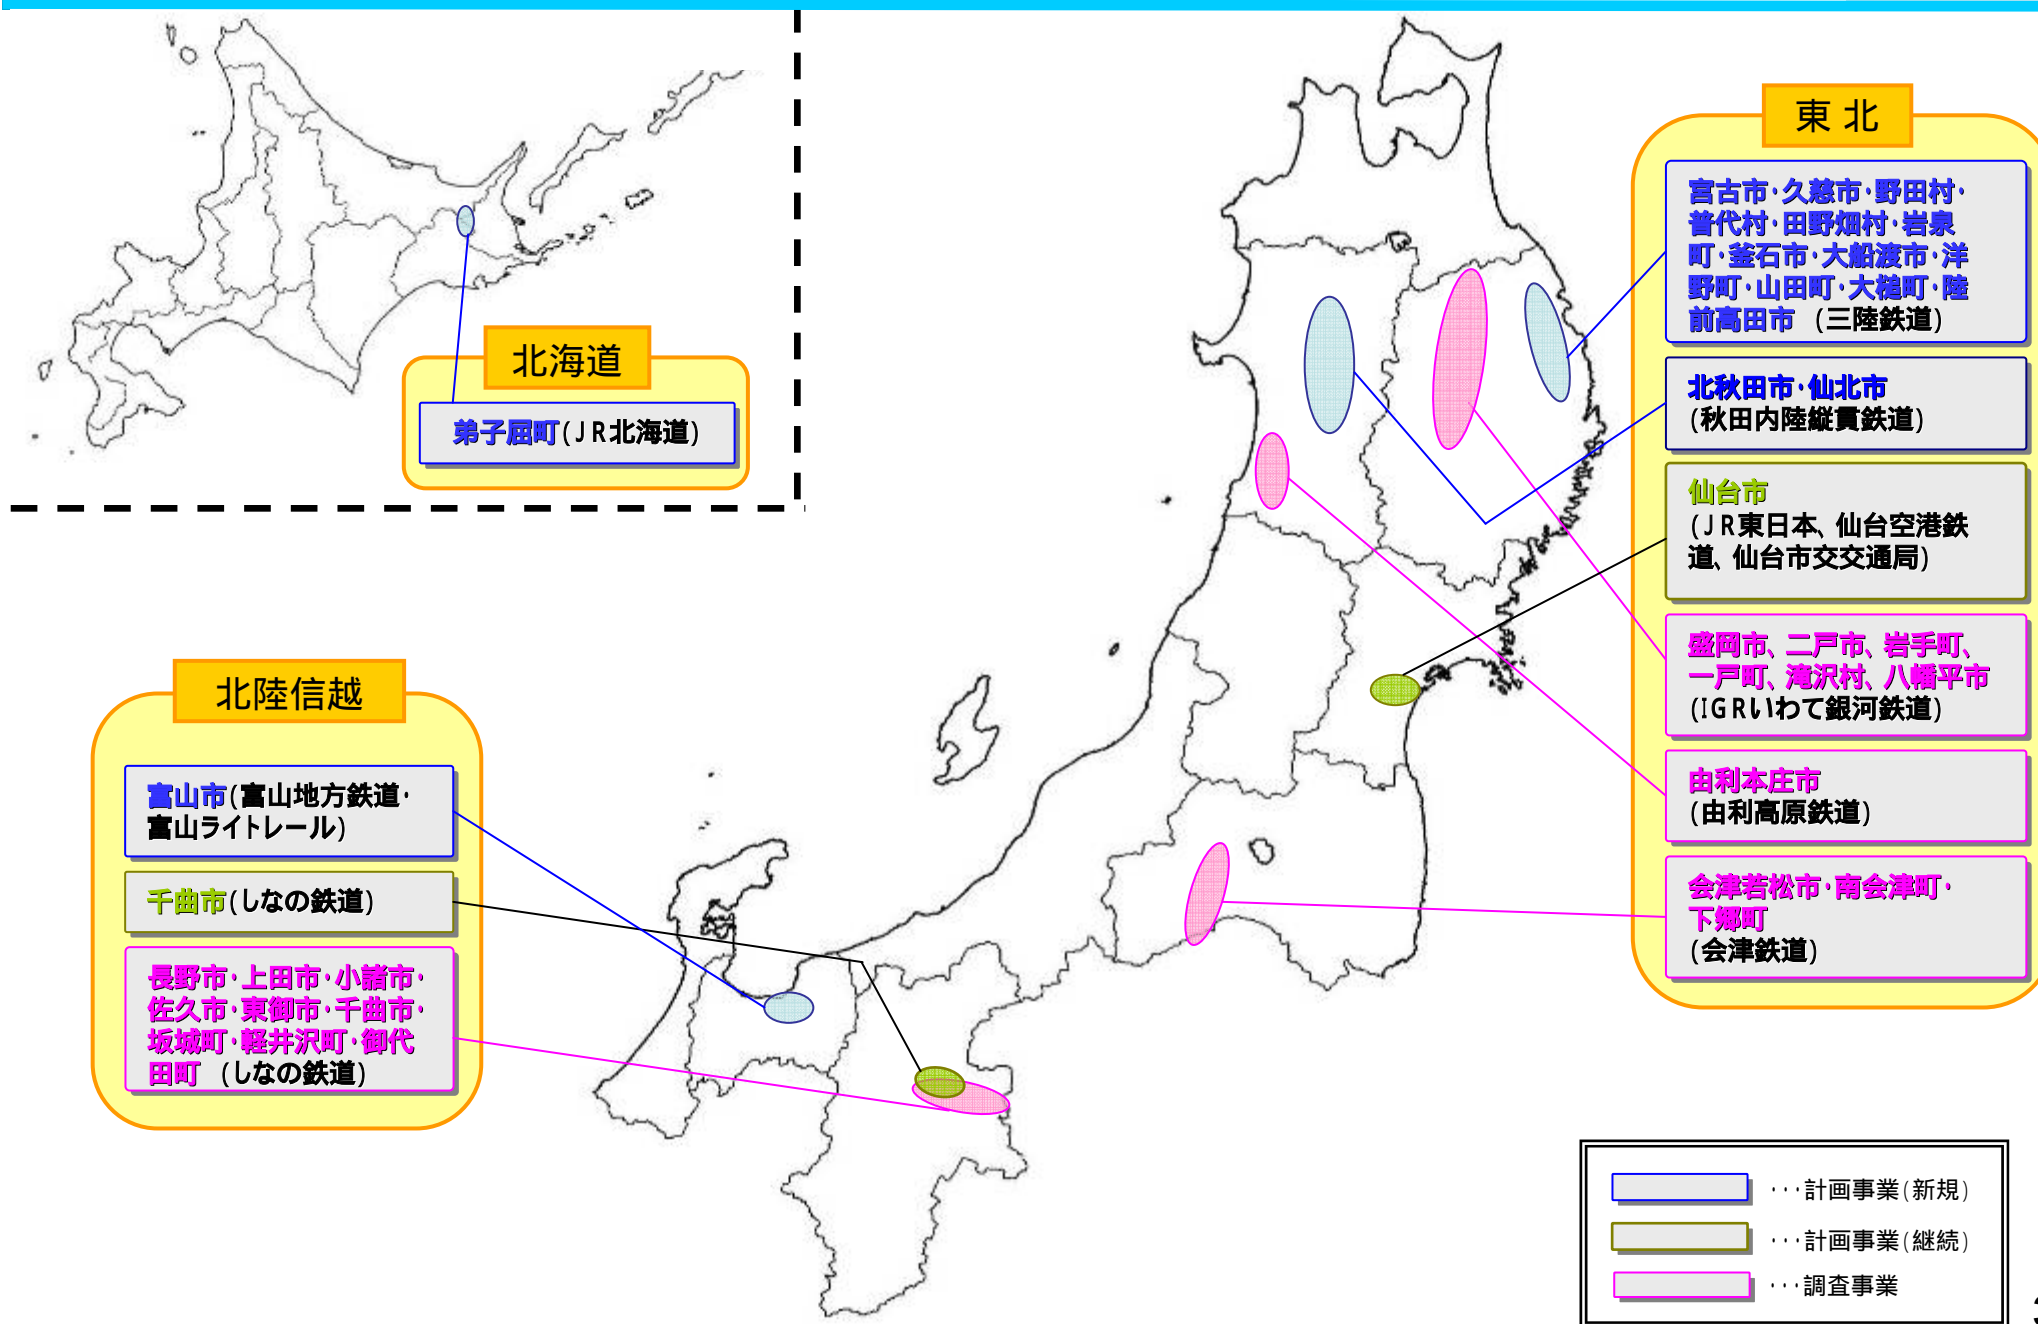 北海道
弟子屈町(JR北海道)
東 北
宮古市・久慈市・野田村・
普代村・田野畑村・岩泉
町・釜石市・大船渡市・洋
野町・山田町・大槌町・陸
前高田市 (三陸鉄道)
北秋田市・仙北市
(秋田内陸縦貫鉄道)
仙台市
(JR東日本、仙台空港鉄
道、仙台市交交通局)
盛岡市、二戸市、岩手町、
一戸町、滝沢村、八幡平市
(IGRいわて銀河鉄道)
由利本庄市
(由利高原鉄道)
会津若松市・南会津町・
下郷町
(会津鉄道)
北陸信越
富山市(富山地方鉄道・
富山ライトレール)
千曲市(しなの鉄道)
長野市・上田市・小諸市・
佐久市・東御市・千曲市・
坂城町・軽井沢町・御代
田町 (しなの鉄道)
・・・計画事業(新規)
・・・計画事業(継続)
・・・調査事業